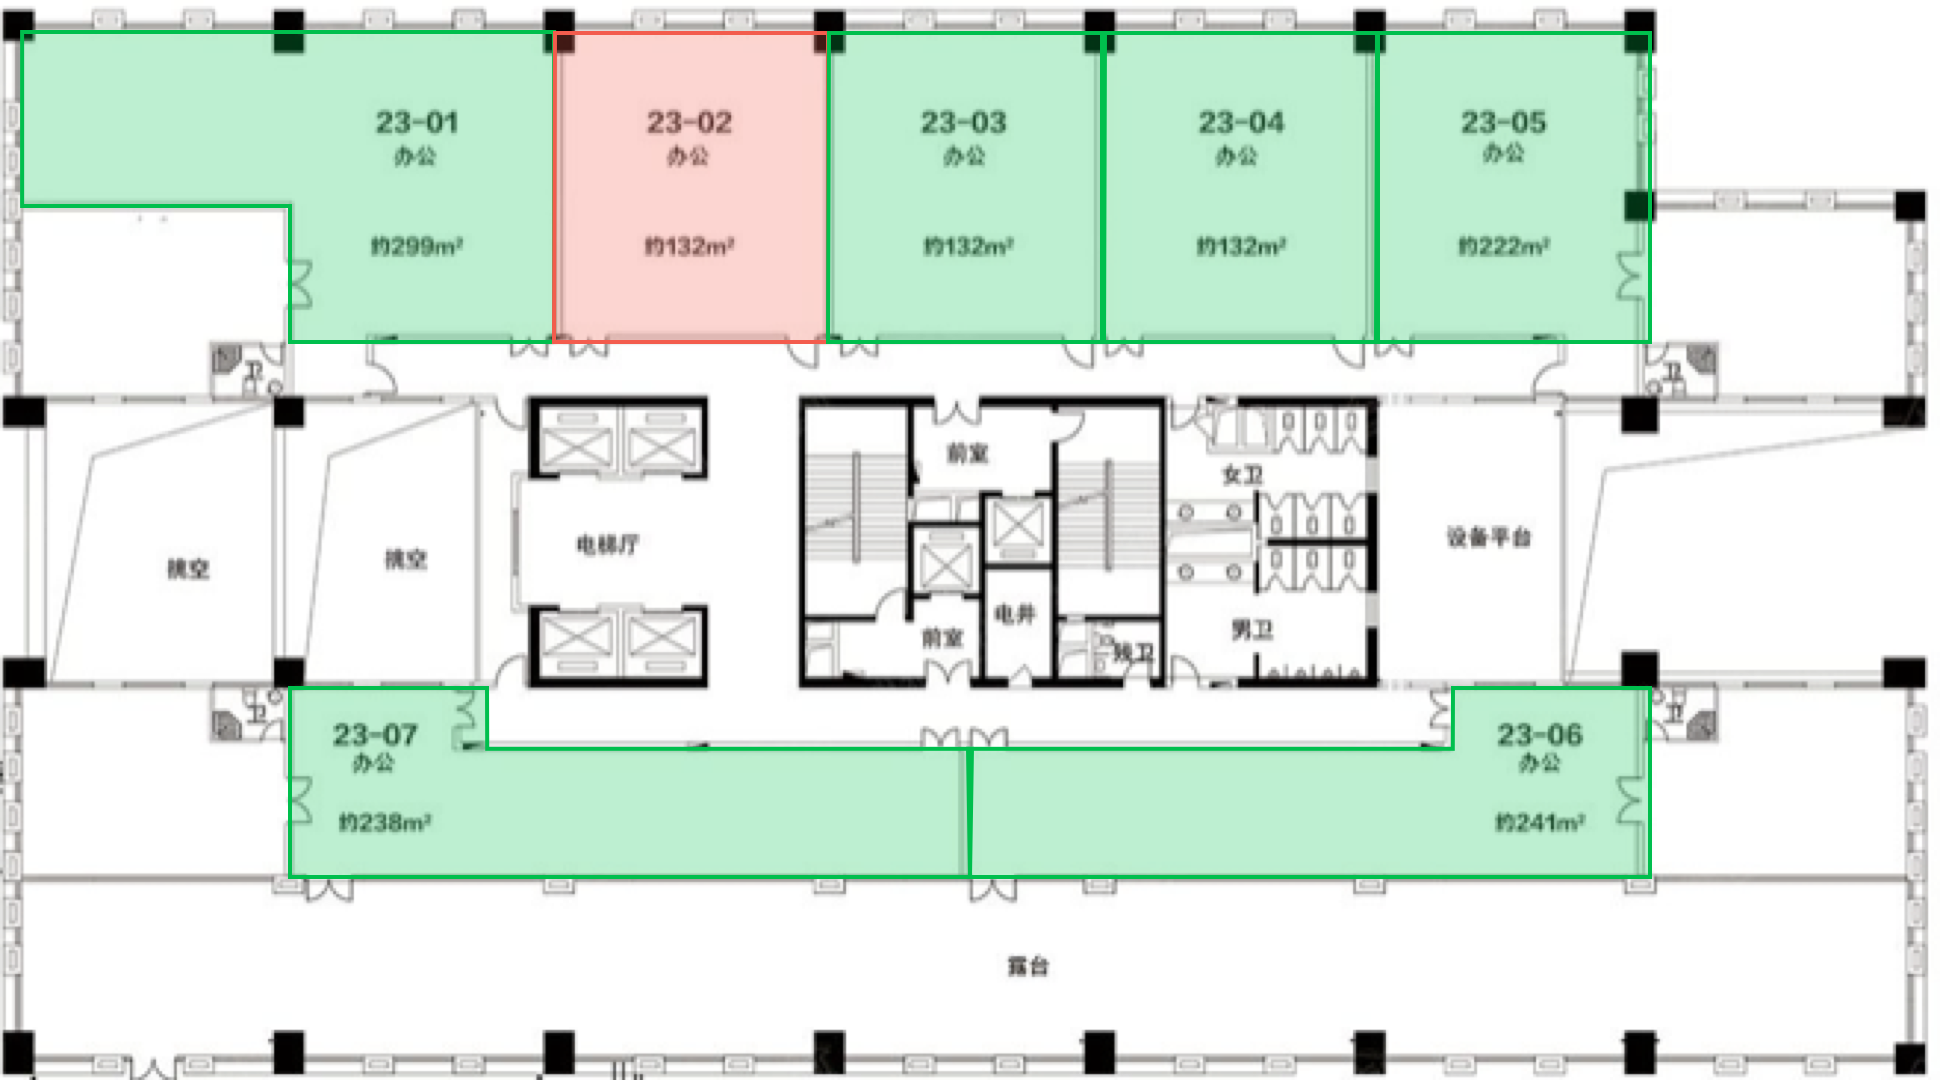 23-01
办公
约299m²
23-02
办公
约132m²
23-03
办公
约132m²
23-04
办公
约132m²
23-05
办公
约222m²
卫
卫
挑空
挑空
电梯厅
前室
前室
电井
女卫
男卫
残卫
设备平台
卫
23-07
办公
约238m²
23-06
办公
约241m²
卫
露台